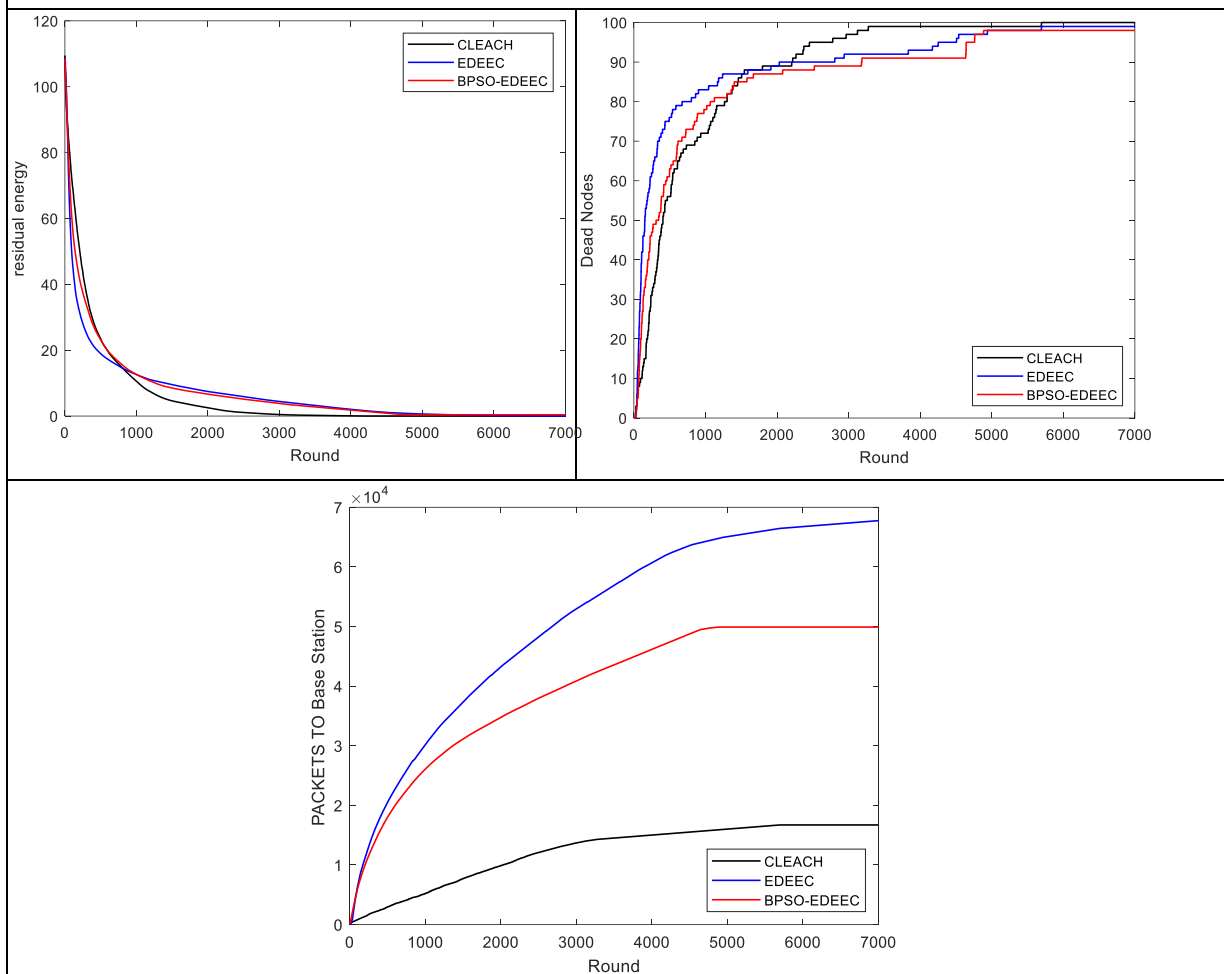 120
100
80
60
40
20
0
residual energy
0 1000 2000 3000 4000 5000 6000 7000
Round
CLEACH
EDEEC
BPSO-EDEEC
100
90
80
70
60
50
40
30
20
10
0
Dead Nodes
0 1000 2000 3000 4000 5000 6000 7000
Round
CLEACH
EDEEC
BPSO-EDEEC
×10^4
7
6
5
4
3
2
1
0
PACKETS TO Base Station
0 1000 2000 3000 4000 5000 6000 7000
Round
CLEACH
EDEEC
BPSO-EDEEC